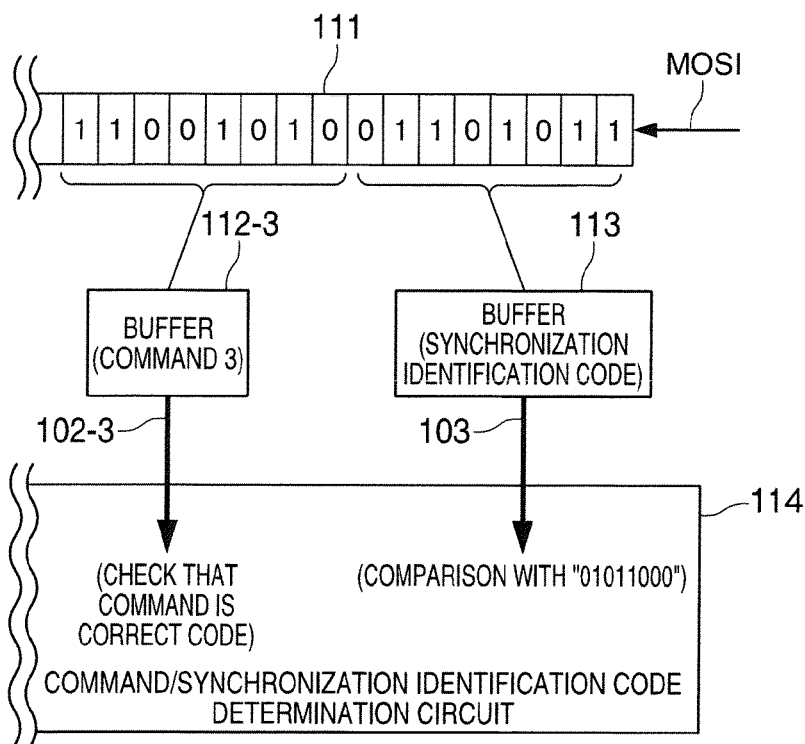 111
MOSI
1 1 0 0 1 0 1 0 0 1 1 0 1 0 1 1
112-3
113
BUFFER
(COMMAND 3)
BUFFER
(SYNCHRONIZATION
IDENTIFICATION CODE)
102-3
103
114
(CHECK THAT
COMMAND IS
CORRECT CODE)
(COMPARISON WITH "01011000")
COMMAND/SYNCHRONIZATION IDENTIFICATION CODE
DETERMINATION CIRCUIT